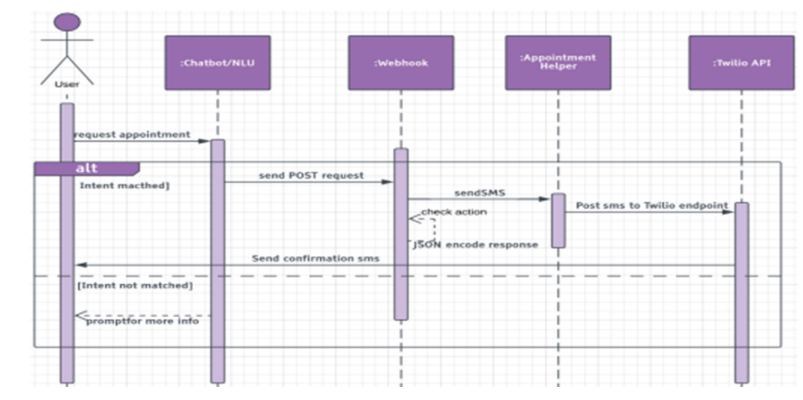 :Chatbot/NLU
:Webhook
:Appointment
Helper
:Twilio API
User
request appointment
alt
Intent macthed]
send POST request
sendSMS
Post sms to Twilio endpoint
check action
JSON encode response
Send confirmation sms
[Intent not matched]
promptfor more info